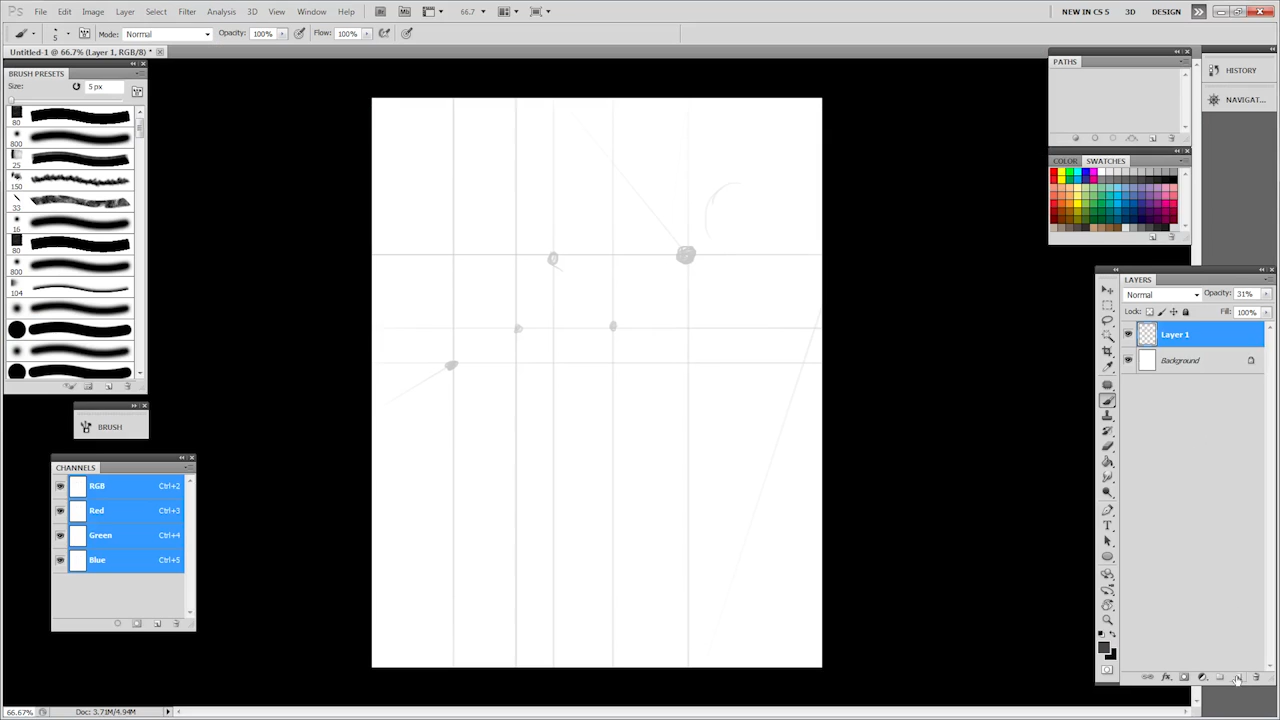 Ps File Edit Image Layer Select Filter Analysis 3D View Window Help Mb 66.7 NEW IN CS 5 3D DESIGN
5 Mode: Normal Opacity: 100% Flow: 100%
Untitled-1 @ 66.7% (Layer 1, RGB/8) *
BRUSH PRESETS
Size: 5 px
80
800
25
150
33
16
80
800
104
BRUSH
CHANNELS
RGB Ctrl+2
Red Ctrl+3
Green Ctrl+4
Blue Ctrl+5
PATHS
HISTORY
NAVIGAT...
COLOR SWATCHES
LAYERS
Normal Opacity: 31%
Lock: Fill: 100%
Layer 1
Background
T
fx
66.67% Doc: 3.71M/4.94M